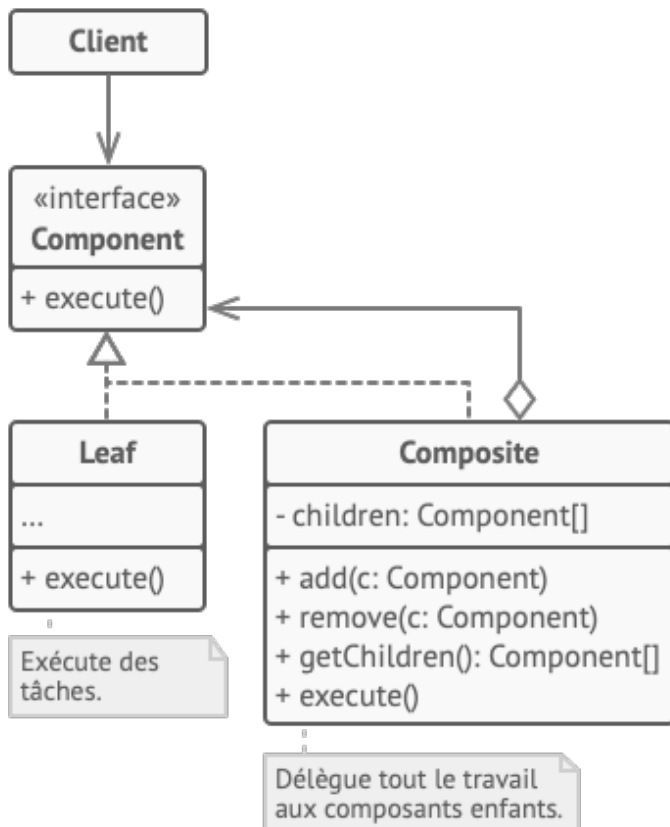 Client
«interface»
Component
+ execute()
Leaf
...
+ execute()
Exécute des
tâches.
Composite
- children: Component[]
+ add(c: Component)
+ remove(c: Component)
+ getChildren(): Component[]
+ execute()
Délègue tout le travail
aux composants enfants.